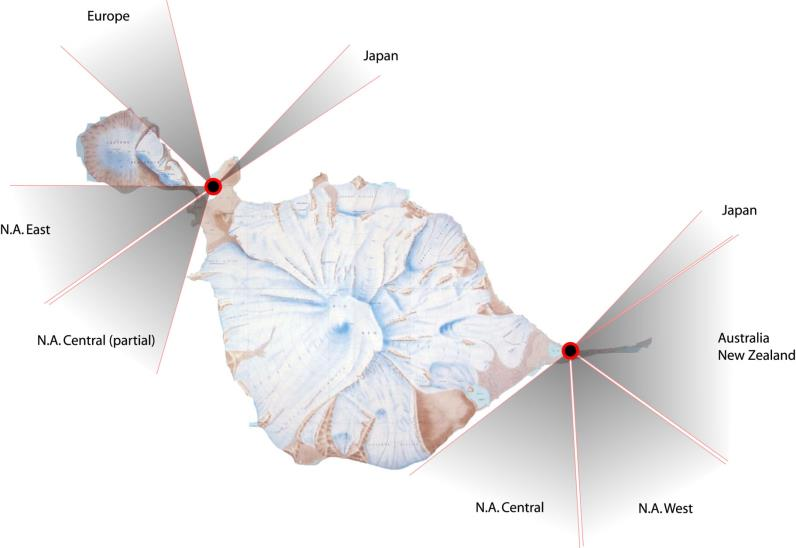 Europe
Japan
N.A. East
N.A. Central (partial)
Japan
Australia
New Zealand
N.A. Central
N.A. West